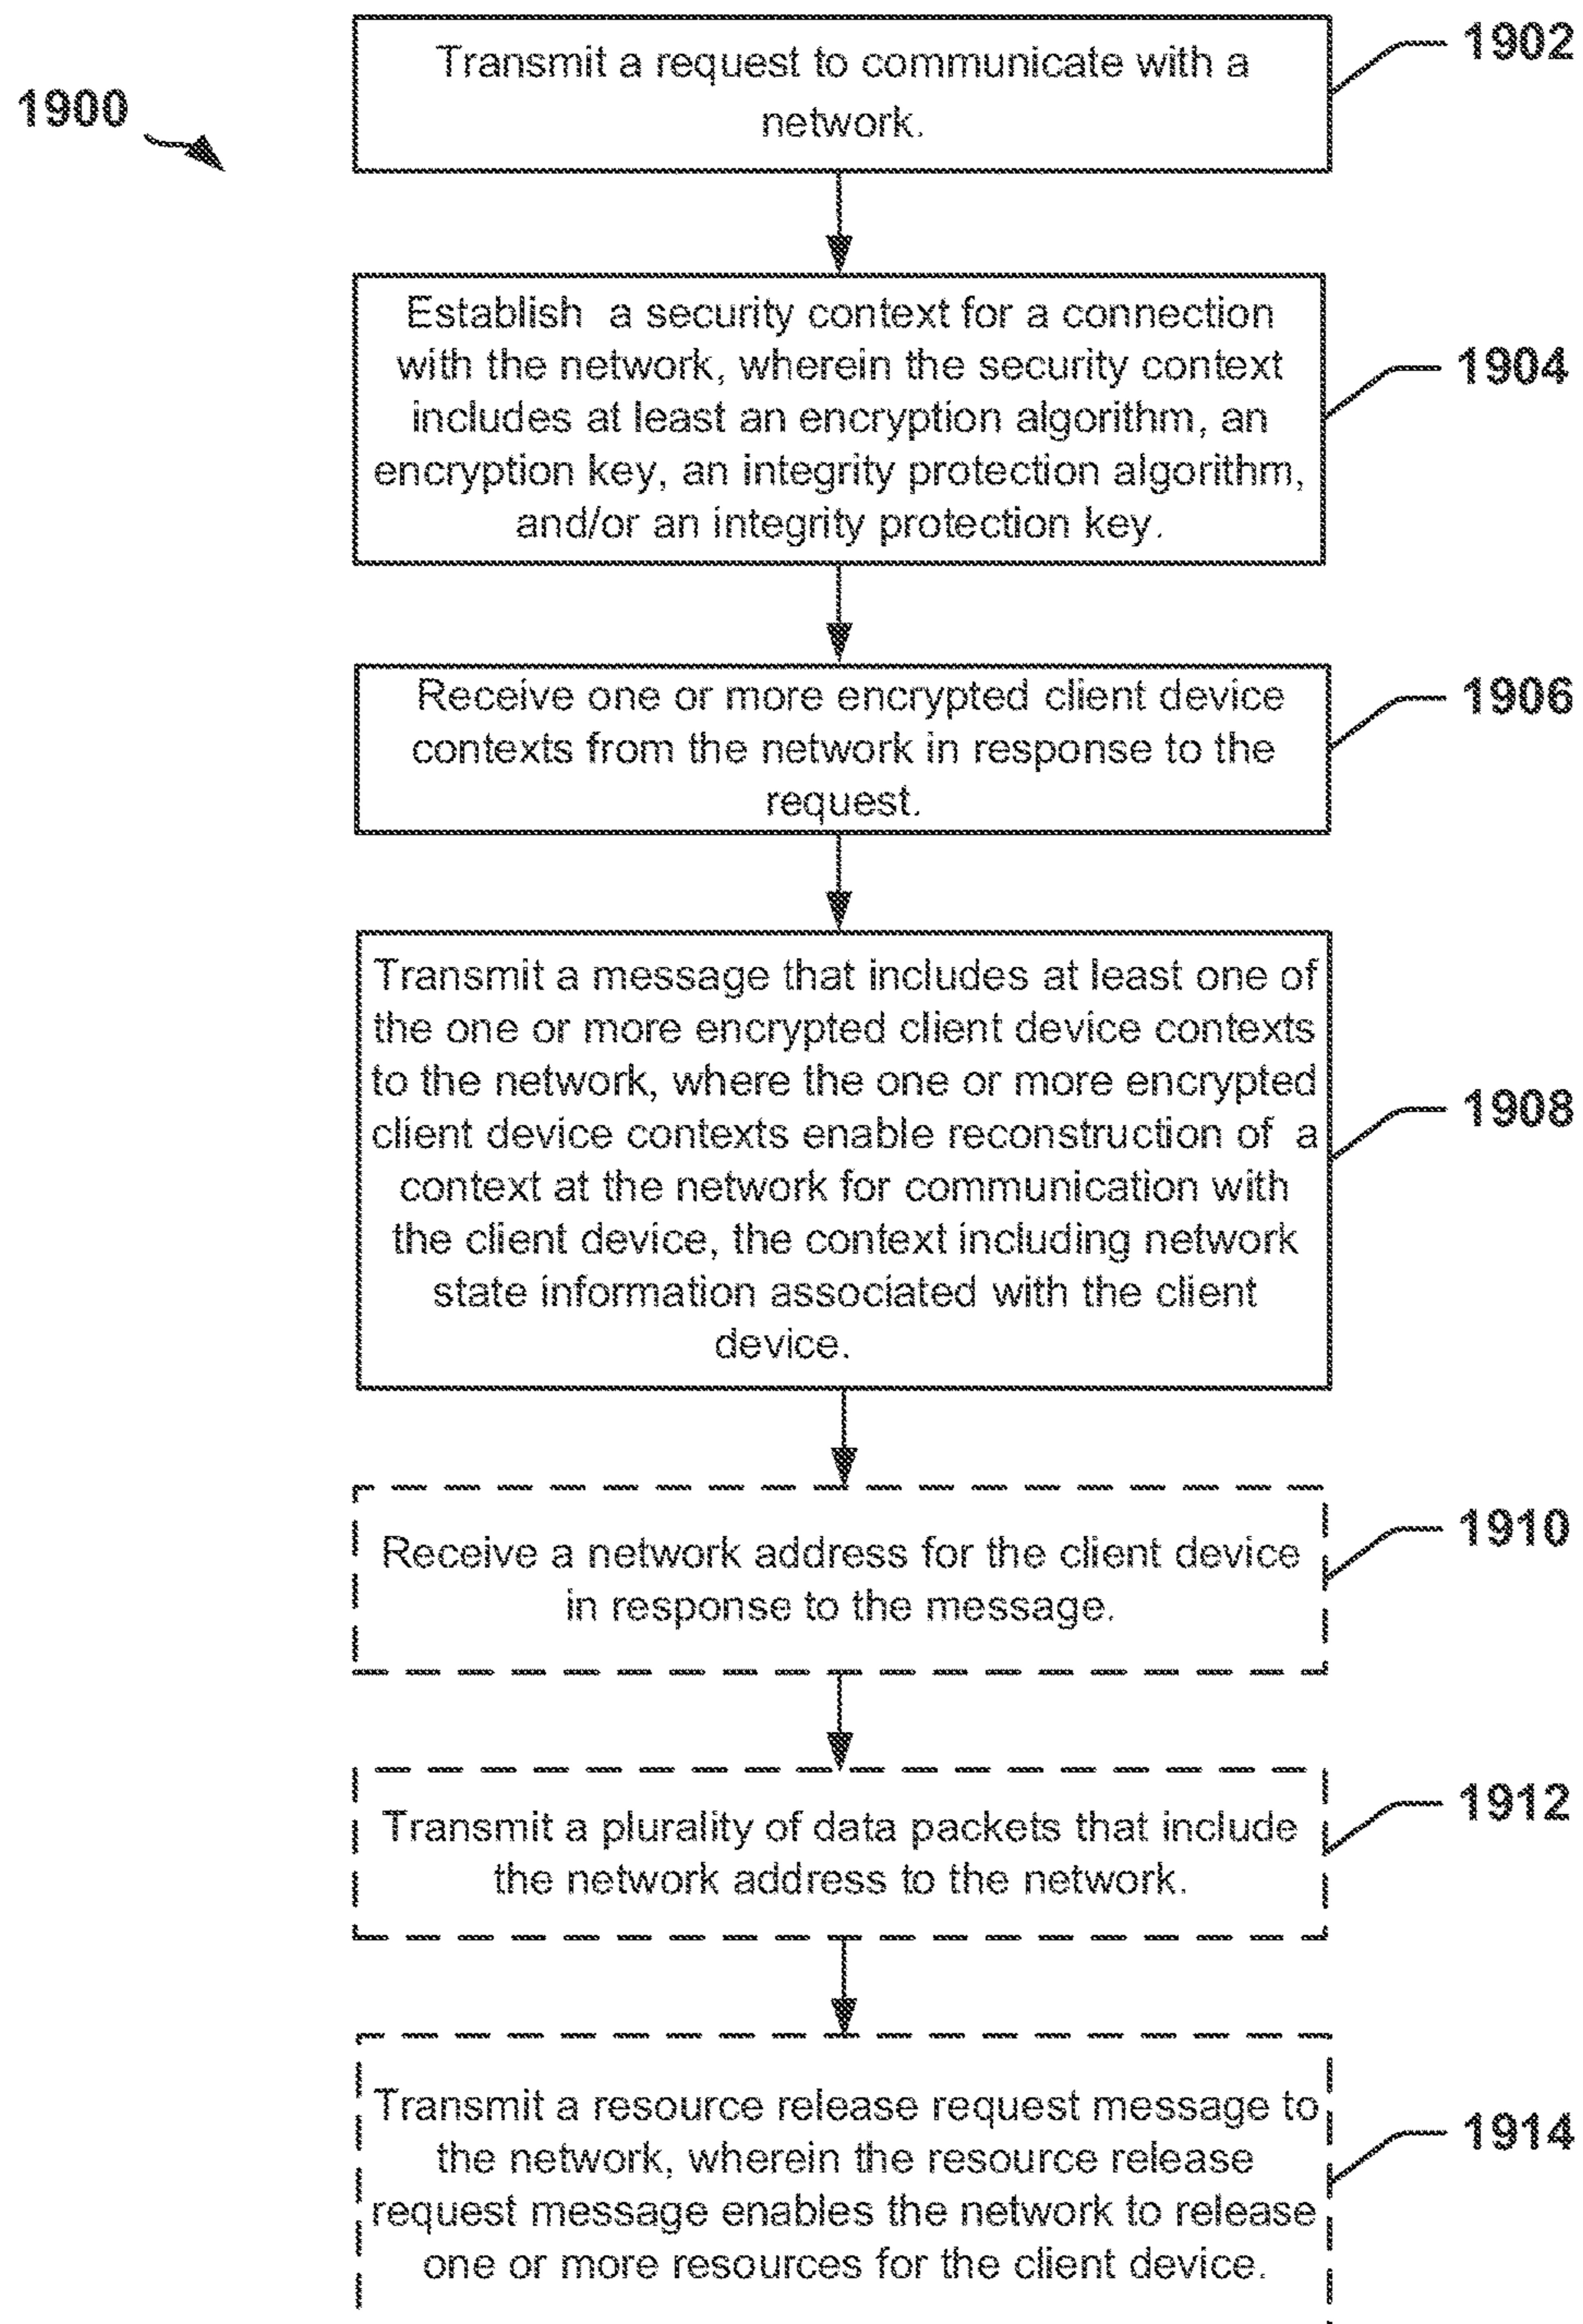 1900
Transmit a request to communicate with a
network.
1902
Establish a security context for a connection
with the network, wherein the security context
includes at least an encryption algorithm, an
encryption key, an integrity protection algorithm,
and/or an integrity protection key.
1904
Receive one or more encrypted client device
contexts from the network in response to the
request.
1906
Transmit a message that includes at least one of
the one or more encrypted client device contexts
to the network, where the one or more encrypted
client device contexts enable reconstruction of a
context at the network for communication with
the client device, the context including network
state information associated with the client
device.
1908
Receive a network address for the client device
in response to the message.
1910
Transmit a plurality of data packets that include
the network address to the network.
1912
Transmit a resource release request message to
the network, wherein the resource release
request message enables the network to release
one or more resources for the client device.
1914